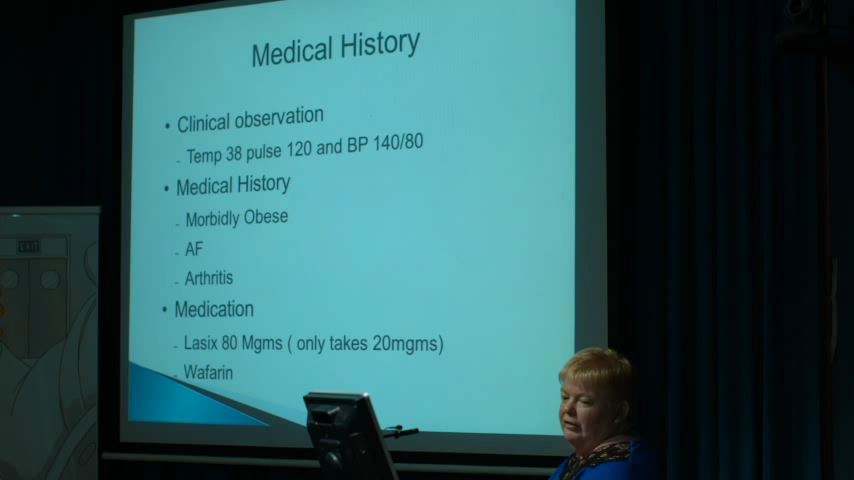 Medical History
• Clinical observation
- Temp 38 pulse 120 and BP 140/80
• Medical History
- Morbidly Obese
- AF
- Arthritis
• Medication
- Lasix 80 Mgms ( only takes 20mgms)
- Wafarin
EXIT